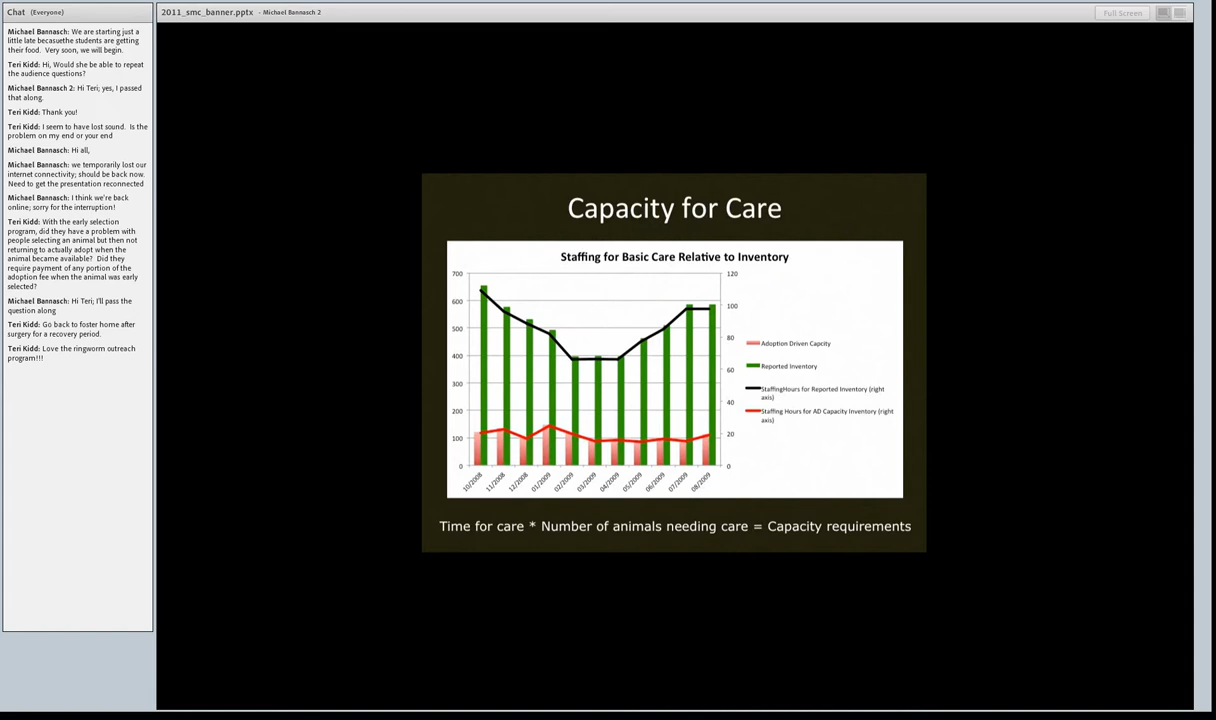 Chat (Everyone)
Michael Bannasch: We are starting just a
little late becasuethe students are getting
their food. Very soon, we will begin.
Teri Kidd: Hi, Would she be able to repeat
the audience questions?
Michael Bannasch 2: Hi Teri; yes, I passed
that along.
Teri Kidd: Thank you!
Teri Kidd: I seem to have lost sound. Is the
problem on my end or your end
Michael Bannasch: Hi all,
Michael Bannasch: we temporarily lost our
internet connectivity; should be back now.
Need to get the presentation reconnected
Michael Bannasch: I think we're back
online; sorry for the interruption!
Teri Kidd: With the early selection
program, did they have a problem with
people selecting an animal but then not
returning to actually adopt when the
animal became available? Did they
require payment of any portion of the
adoption fee when the animal was early
selected?
Michael Bannasch: Hi Teri; I'll pass the
question along
Teri Kidd: Go back to foster home after
surgery for a recovery period.
Teri Kidd: Love the ringworm outreach
program!!!
2011_smc_banner.pptx - Michael Bannasch 2
Full Screen
Capacity for Care
Staffing for Basic Care Relative to Inventory
700
600
500
400
300
200
100
0
120
100
80
60
40
20
0
10/2008
11/2008
12/2008
01/2009
02/2009
03/2009
04/2009
05/2009
06/2009
07/2009
08/2009
Adoption Driven Capcity
Reported Inventory
StaffingHours for Reported Inventory (right
axis)
Staffing Hours for AD Capacity Inventory (right
axis)
Time for care * Number of animals needing care = Capacity requirements